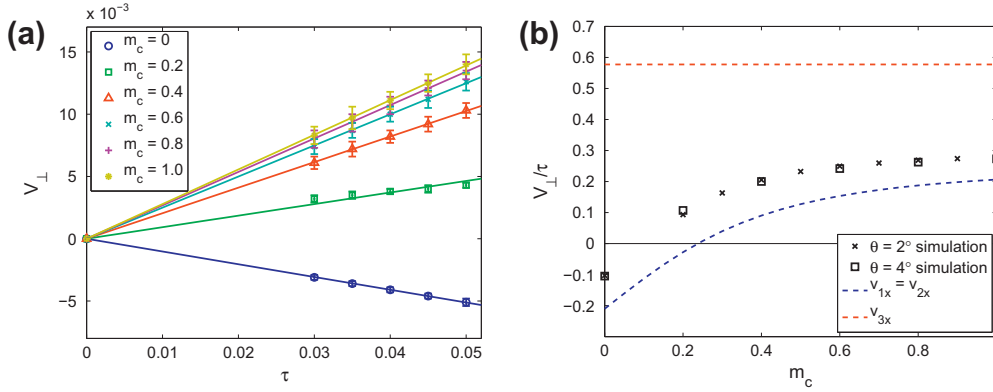 (a)
× 10⁻³
15
10
5
0
−5
V⊥
m_c = 0
m_c = 0.2
m_c = 0.4
m_c = 0.6
m_c = 0.8
m_c = 1.0
0 0.01 0.02 0.03 0.04 0.05
τ
(b)
0.7
0.6
0.5
0.4
0.3
0.2
0.1
0
−0.1
−0.2
V⊥/τ
θ = 2° simulation
θ = 4° simulation
v_1x = v_2x
v_3x
0 0.2 0.4 0.6 0.8
m_c